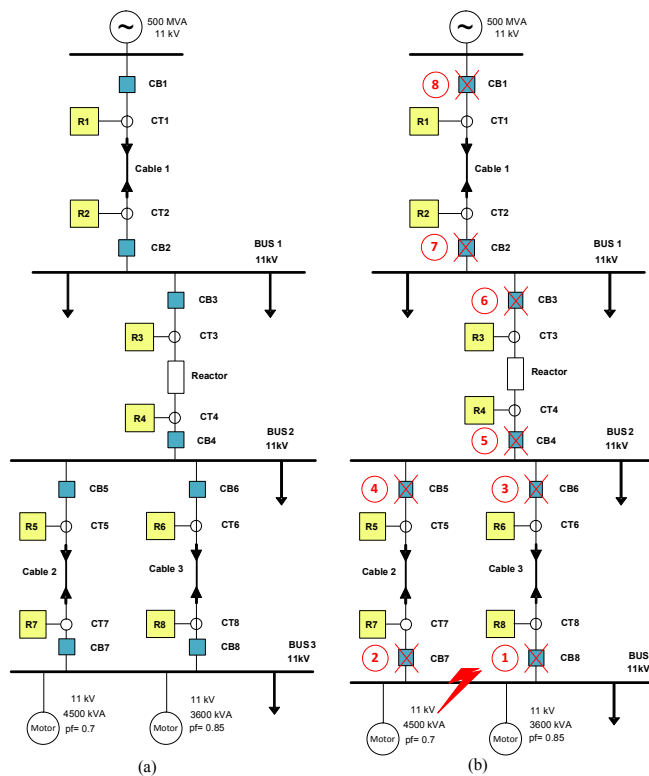 500 MVA
11 kV
CB1
R1
CT1
Cable 1
R2
CT2
CB2
BUS 1
11kV
CB3
R3
CT3
Reactor
R4
CT4
CB4
BUS 2
11kV
CB5
CB6
R5
CT5
R6
CT6
Cable 2
Cable 3
R7
CT7
R8
CT8
CB7
CB8
BUS 3
11kV
Motor
11 kV
4500 kVA
pf= 0.7
Motor
11 kV
3600 kVA
pf= 0.85
(a)
500 MVA
11 kV
8
CB1
R1
CT1
Cable 1
R2
CT2
7
CB2
BUS 1
11kV
6
CB3
R3
CT3
Reactor
R4
CT4
5
CB4
BUS 2
11kV
4
CB5
3
CB6
R5
CT5
R6
CT6
Cable 2
Cable 3
R7
CT7
R8
CT8
2
CB7
1
CB8
BUS
11kV
Motor
11 kV
4500 kVA
pf= 0.7
Motor
11 kV
3600 kVA
pf= 0.85
(b)